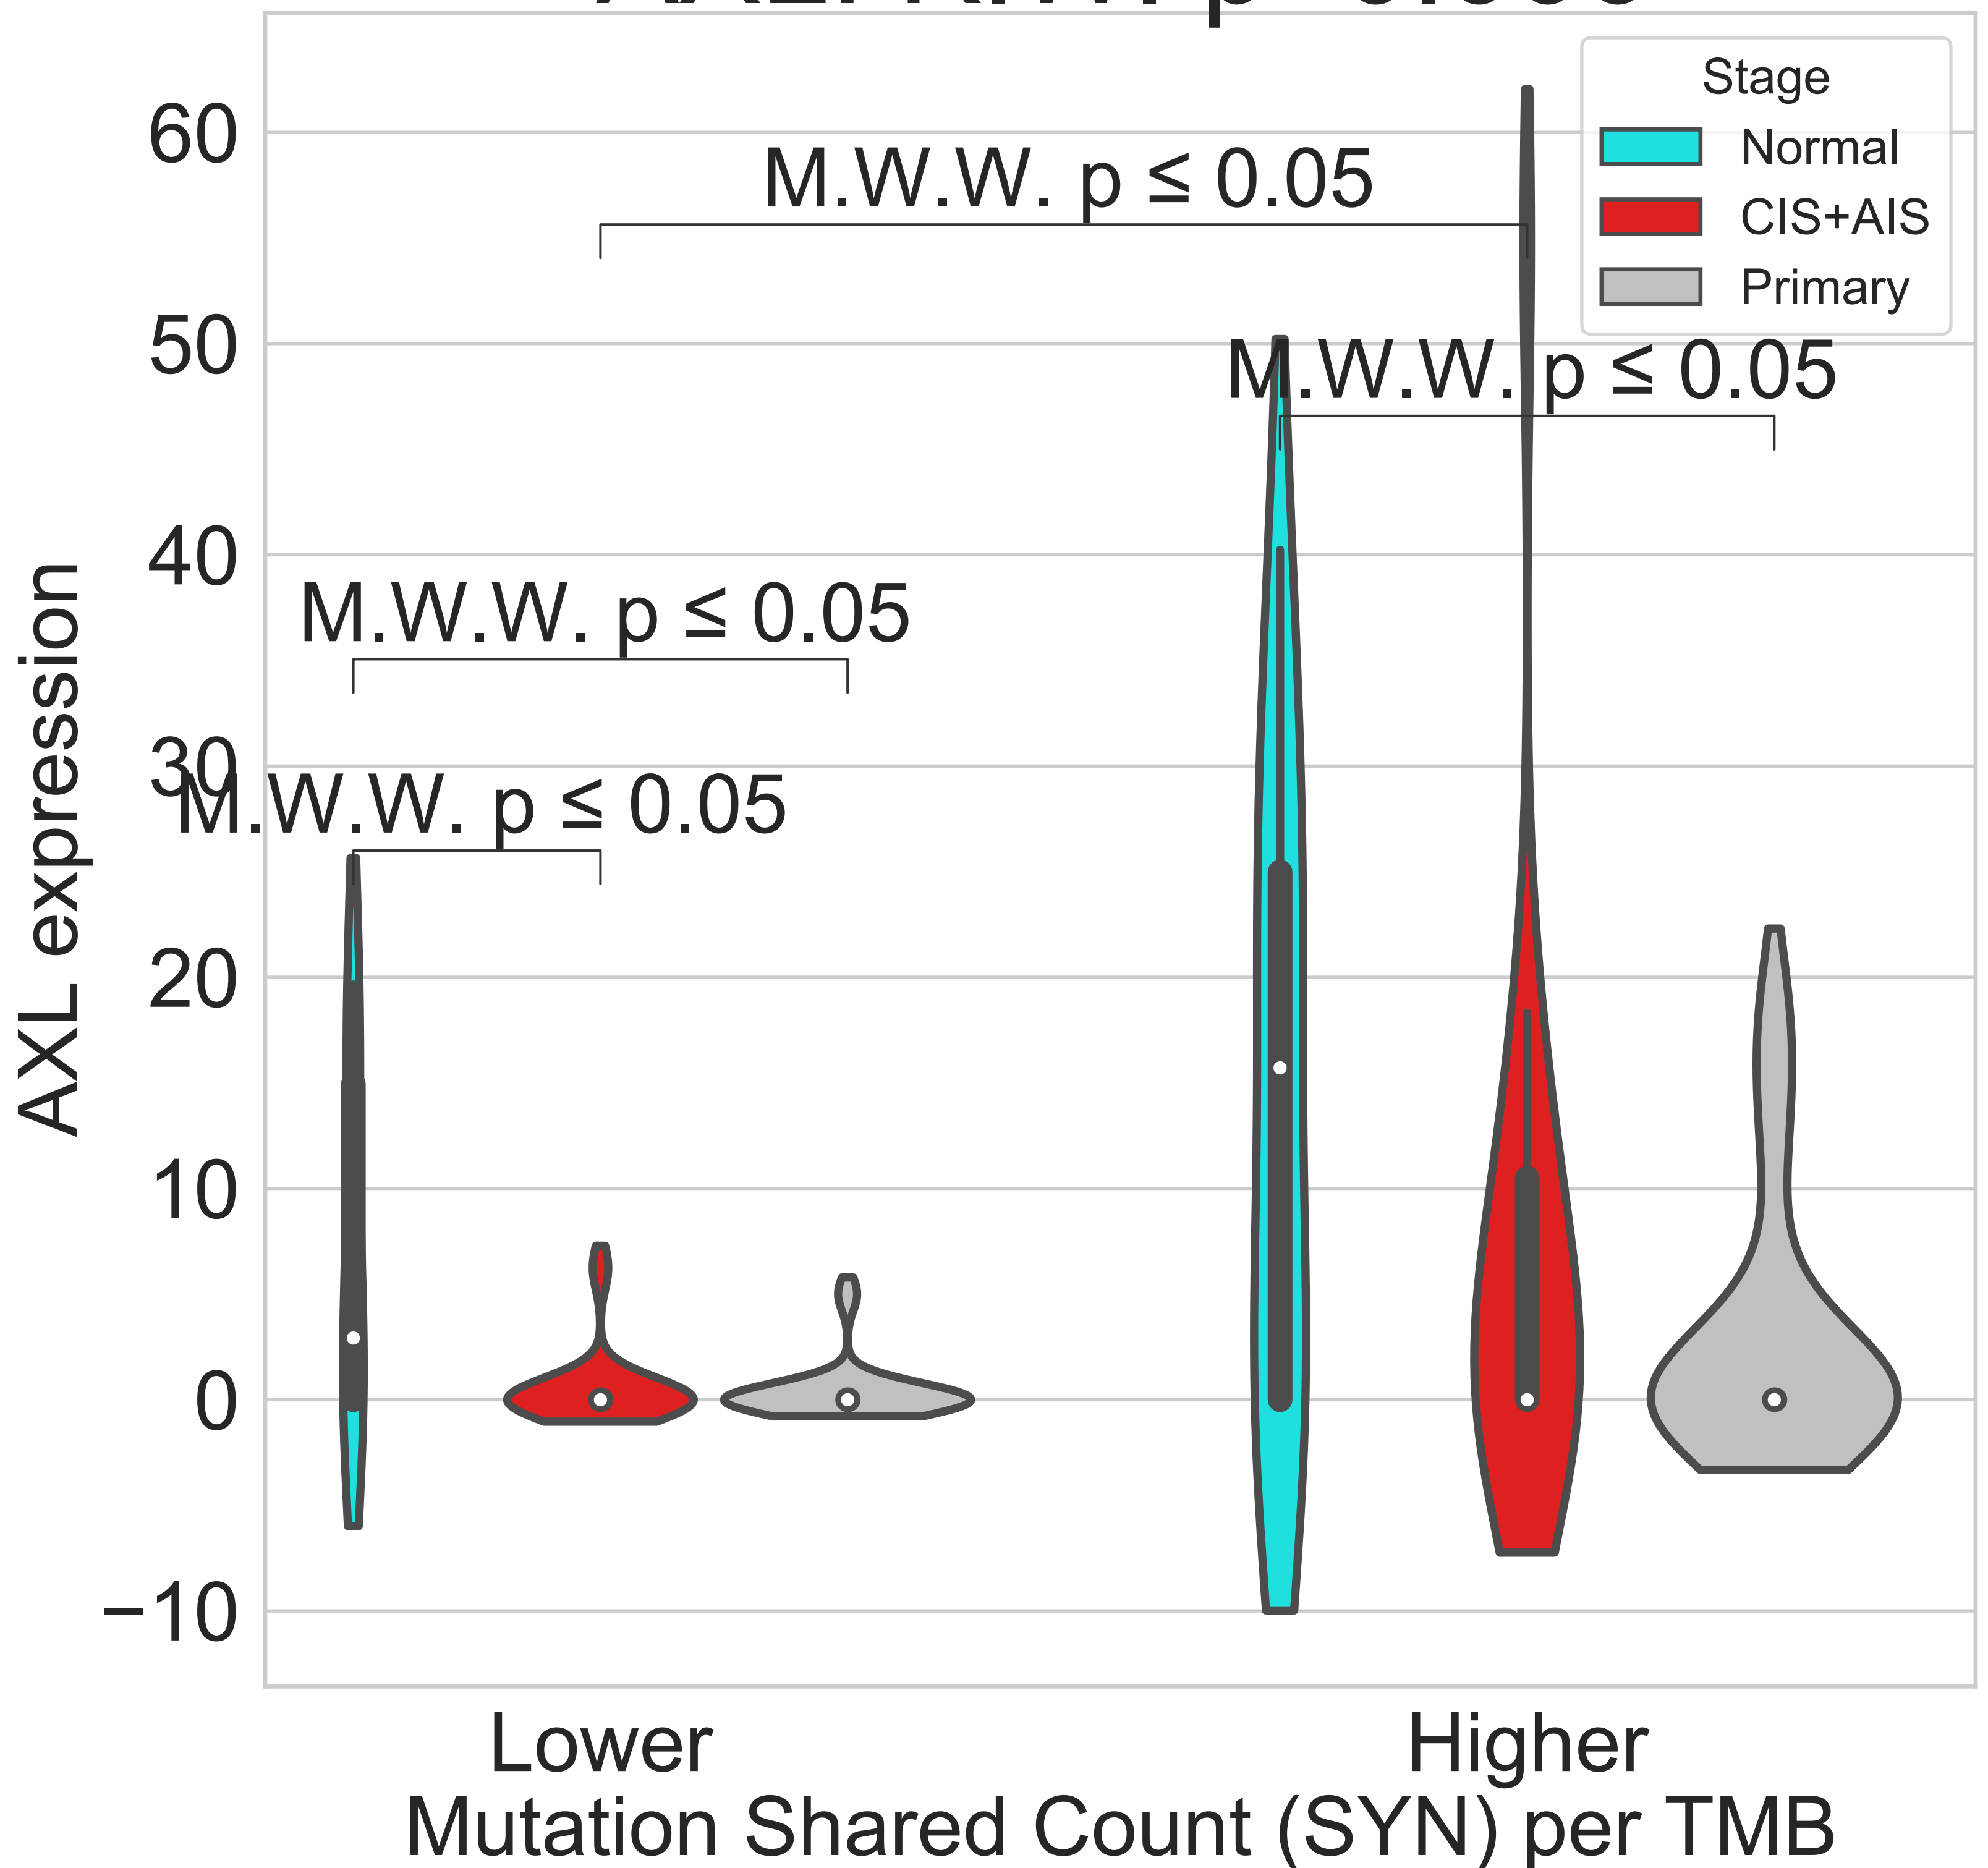 Stage
Normal
CIS+AIS
Primary
M.W.W. p ≤ 0.05
M.W.W. p ≤ 0.05
M.W.W. p ≤ 0.05
M.W.W. p ≤ 0.05
AXL expression
60
50
40
30
20
10
0
−10
Lower
Higher
Mutation Shared Count (SYN) per TMB